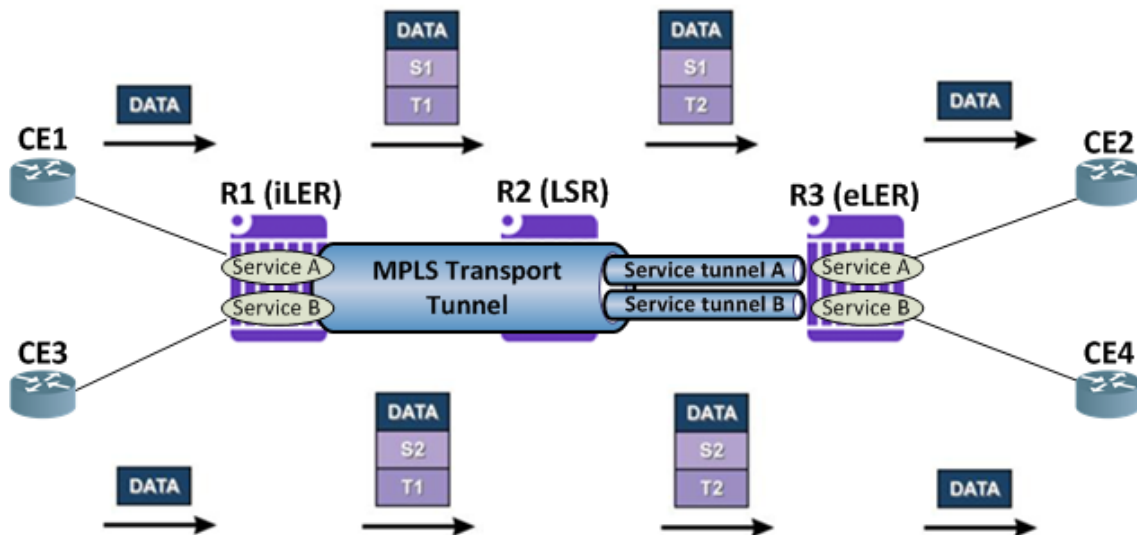 DATA
S1
T1
DATA
S1
T2
DATA
DATA
CE1
CE2
R1 (iLER)
R2 (LSR)
R3 (eLER)
Service A
MPLS Transport
Tunnel
Service tunnel A
Service A
Service B
Service tunnel B
Service B
CE3
CE4
DATA
S2
T1
DATA
S2
T2
DATA
DATA